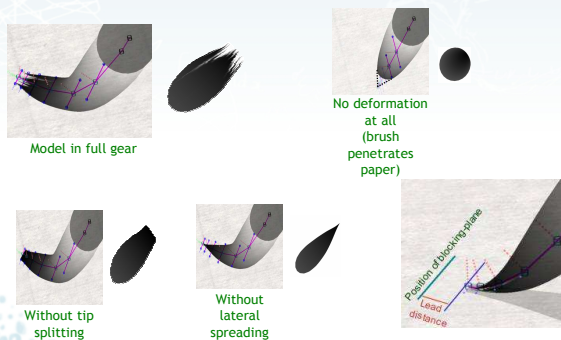 Model in full gear
No deformation
at all
(brush
penetrates
paper)
Without tip
splitting
Without
lateral
spreading
Position of blocking-plane
Lead
distance